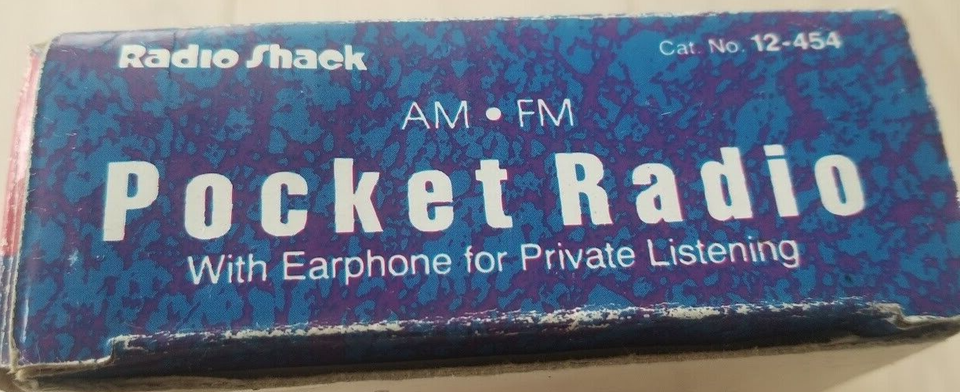 Radio Shack
Cat. No. 12-454
AM • FM
Pocket Radio
With Earphone for Private Listening